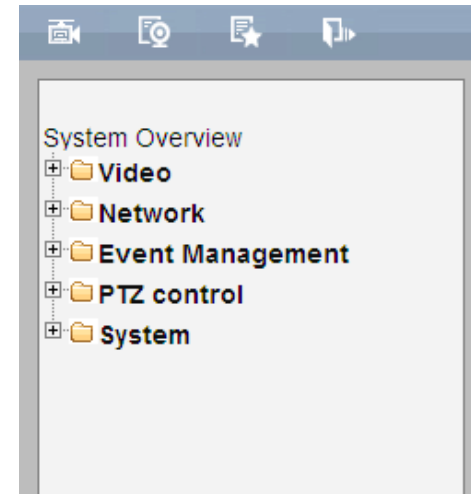 System Overview
Video
Network
Event Management
PTZ control
System